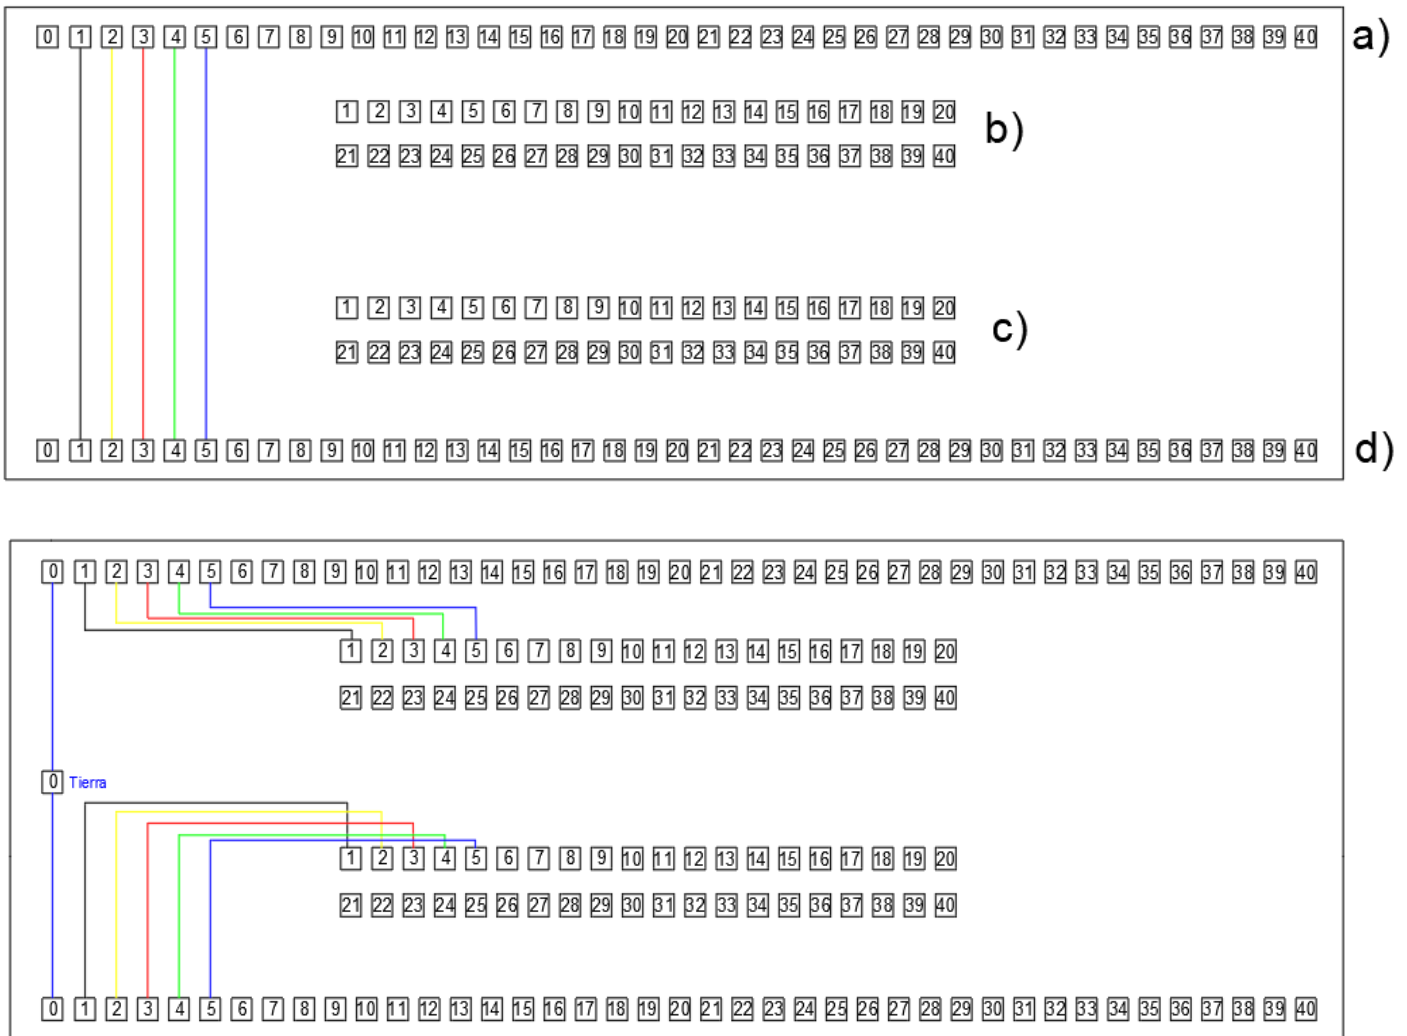 0 1 2 3 4 5 6 7 8 9 10 11 12 13 14 15 16 17 18 19 20 21 22 23 24 25 26 27 28 29 30 31 32 33 34 35 36 37 38 39 40 a)
1 2 3 4 5 6 7 8 9 10 11 12 13 14 15 16 17 18 19 20 b)
21 22 23 24 25 26 27 28 29 30 31 32 33 34 35 36 37 38 39 40
1 2 3 4 5 6 7 8 9 10 11 12 13 14 15 16 17 18 19 20 c)
21 22 23 24 25 26 27 28 29 30 31 32 33 34 35 36 37 38 39 40
0 1 2 3 4 5 6 7 8 9 10 11 12 13 14 15 16 17 18 19 20 21 22 23 24 25 26 27 28 29 30 31 32 33 34 35 36 37 38 39 40 d)
0 1 2 3 4 5 6 7 8 9 10 11 12 13 14 15 16 17 18 19 20 21 22 23 24 25 26 27 28 29 30 31 32 33 34 35 36 37 38 39 40
1 2 3 4 5 6 7 8 9 10 11 12 13 14 15 16 17 18 19 20
21 22 23 24 25 26 27 28 29 30 31 32 33 34 35 36 37 38 39 40
0 Tierra
1 2 3 4 5 6 7 8 9 10 11 12 13 14 15 16 17 18 19 20
21 22 23 24 25 26 27 28 29 30 31 32 33 34 35 36 37 38 39 40
0 1 2 3 4 5 6 7 8 9 10 11 12 13 14 15 16 17 18 19 20 21 22 23 24 25 26 27 28 29 30 31 32 33 34 35 36 37 38 39 40